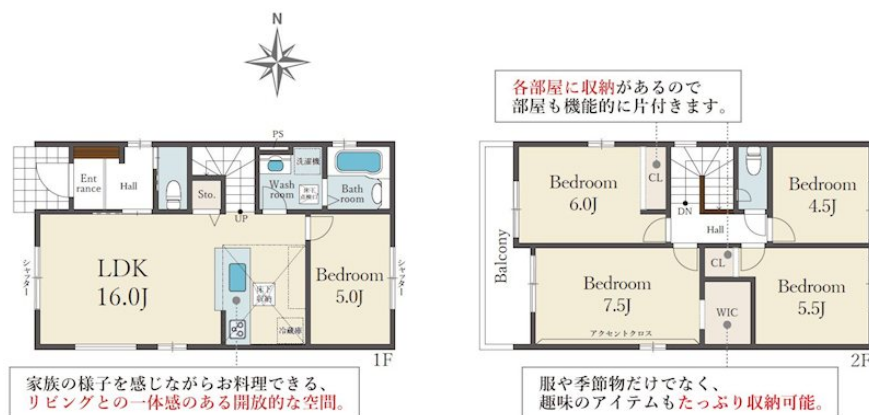 N
各部屋に収納があるので
部屋も機能的に片付きます。
PS
Ent
rance
Hall
Sto.
UP
Wash
room
洗濯機
床下
点検口
Bath
room
LDK
16.0J
Bedroom
5.0J
床下
収納
冷蔵庫
シャッター
シャッター
1F
家族の様子を感じながらお料理できる、
リビングとの一体感のある開放的な空間。
Balcony
Bedroom
6.0J
CL
DN
Hall
Bedroom
4.5J
Bedroom
7.5J
アクセントクロス
CL
WIC
Bedroom
5.5J
2F
服や季節物だけでなく、
趣味のアイテムもたっぷり収納可能。